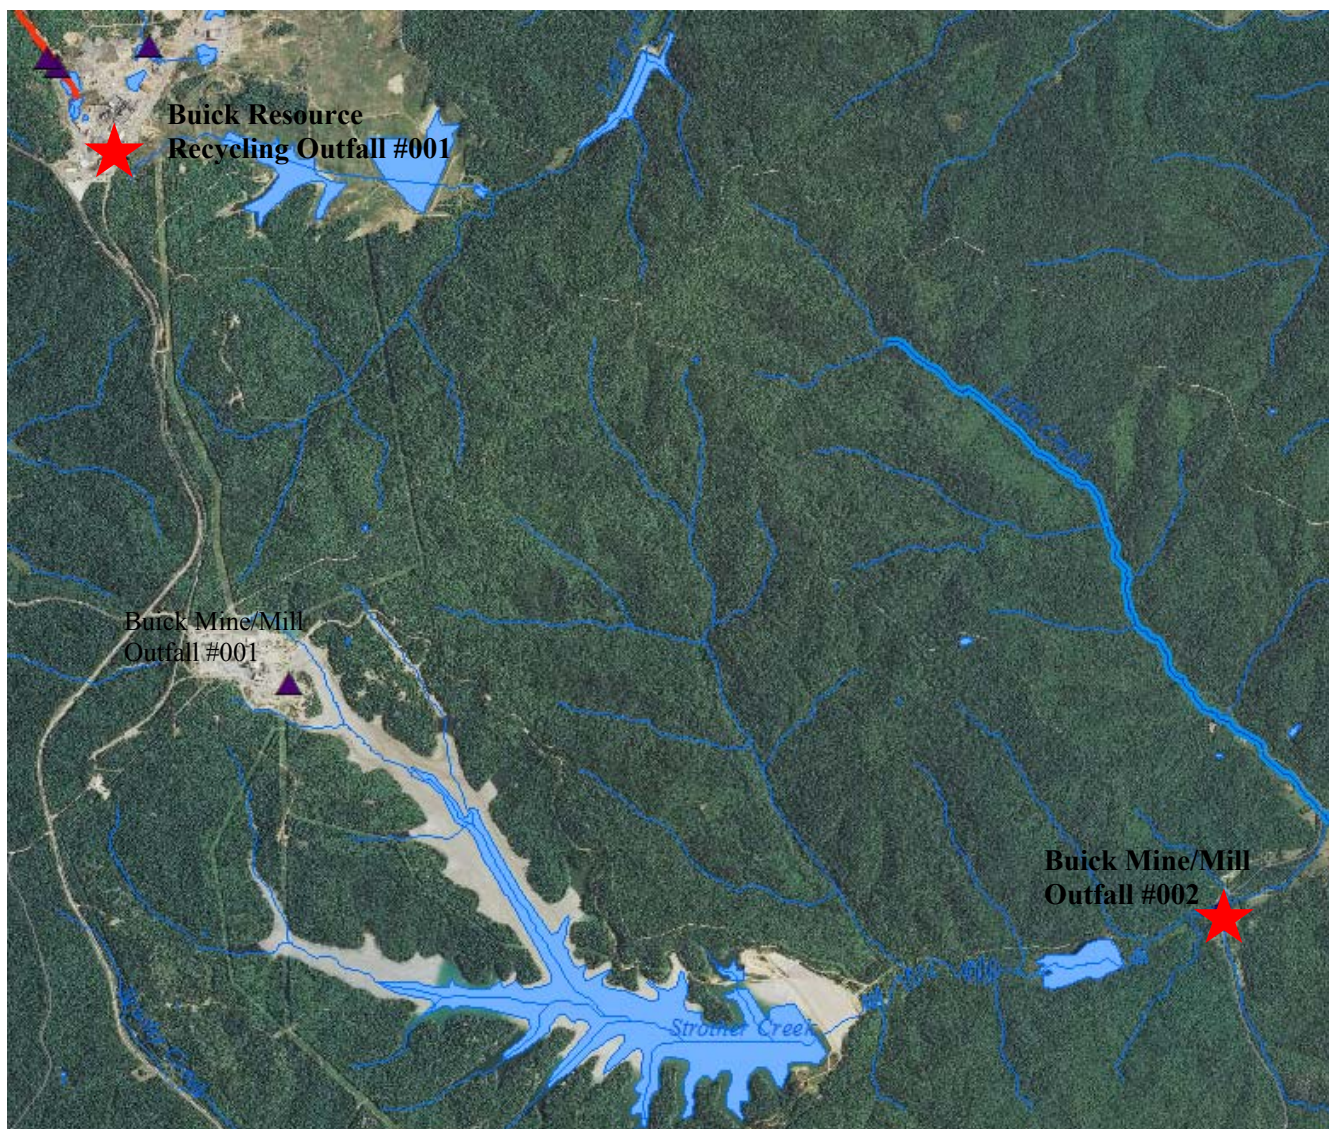 Buick Resource
Recycling Outfall #001
Buick Mine/Mill
Outfall #001
Buick Mine/Mill
Outfall #002
Strother Creek